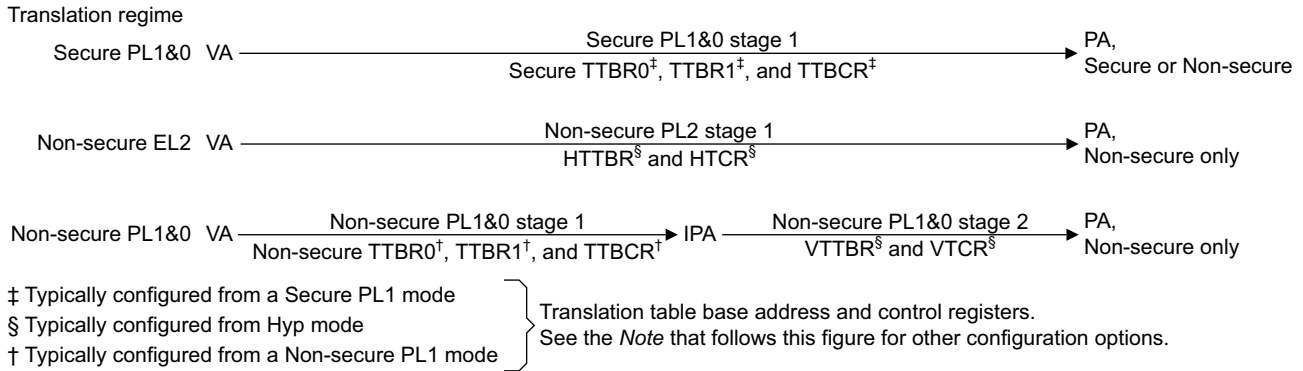 Translation regime
Secure PL1&0 VA
Secure PL1&0 stage 1
Secure TTBR0‡, TTBR1‡, and TTBCR‡
PA,
Secure or Non-secure
Non-secure EL2 VA
Non-secure PL2 stage 1
HTTBR§ and HTCR§
PA,
Non-secure only
Non-secure PL1&0 VA
Non-secure PL1&0 stage 1
Non-secure TTBR0†, TTBR1†, and TTBCR†
IPA
Non-secure PL1&0 stage 2
VTTBR§ and VTCR§
PA,
Non-secure only
‡ Typically configured from a Secure PL1 mode
§ Typically configured from Hyp mode
† Typically configured from a Non-secure PL1 mode
Translation table base address and control registers.
See the Note that follows this figure for other configuration options.